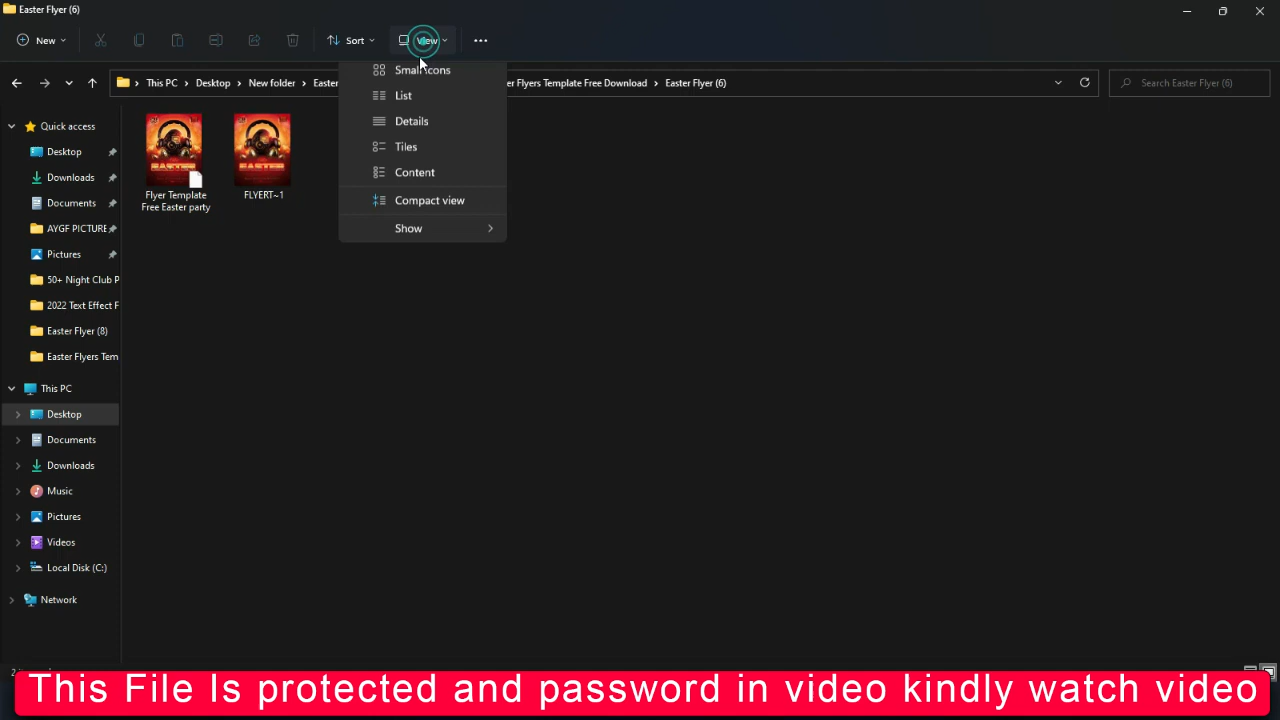 Easter Flyer (6)
New
Sort
View
This PC
Desktop
New folder
Easter
er Flyers Template Free Download
Easter Flyer (6)
Search Easter Flyer (6)
Small icons
List
Details
Tiles
Content
Compact view
Show
Quick access
Desktop
Downloads
Documents
AYGF PICTURE
Pictures
50+ Night Club P
2022 Text Effect F
Easter Flyer (8)
Easter Flyers Tem
This PC
Desktop
Documents
Downloads
Music
Pictures
Videos
Local Disk (C:)
Network
EASTER
Flyer Template
Free Easter party
EASTER
FLYERT~1
This File Is protected and password in video kindly watch video